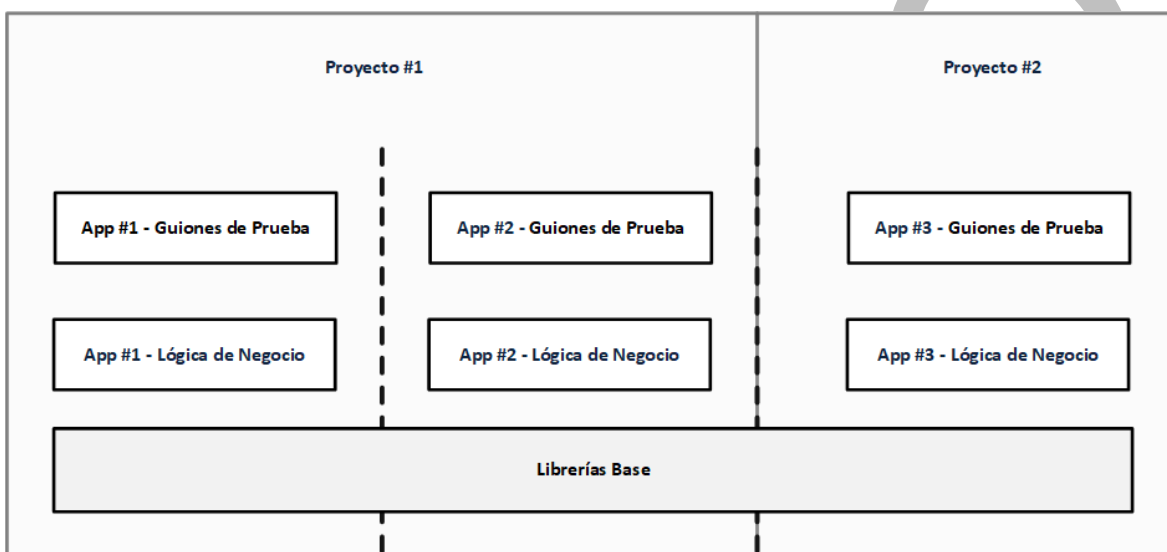 Proyecto #1
Proyecto #2
App #1 - Guiones de Prueba
App #2 - Guiones de Prueba
App #3 - Guiones de Prueba
App #1 - Lógica de Negocio
App #2 - Lógica de Negocio
App #3 - Lógica de Negocio
Librerías Base